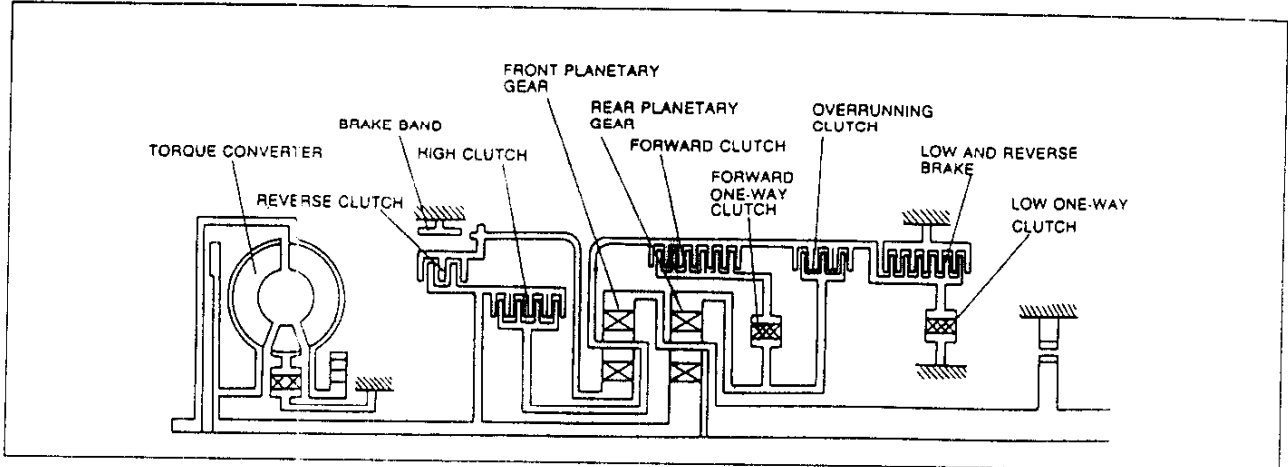 FRONT PLANETARY
GEAR
REAR PLANETARY
GEAR
OVERRUNNING
CLUTCH
BRAKE BAND
TORQUE CONVERTER
HIGH CLUTCH
FORWARD CLUTCH
LOW AND REVERSE
BRAKE
REVERSE CLUTCH
FORWARD
ONE-WAY
CLUTCH
LOW ONE-WAY
CLUTCH